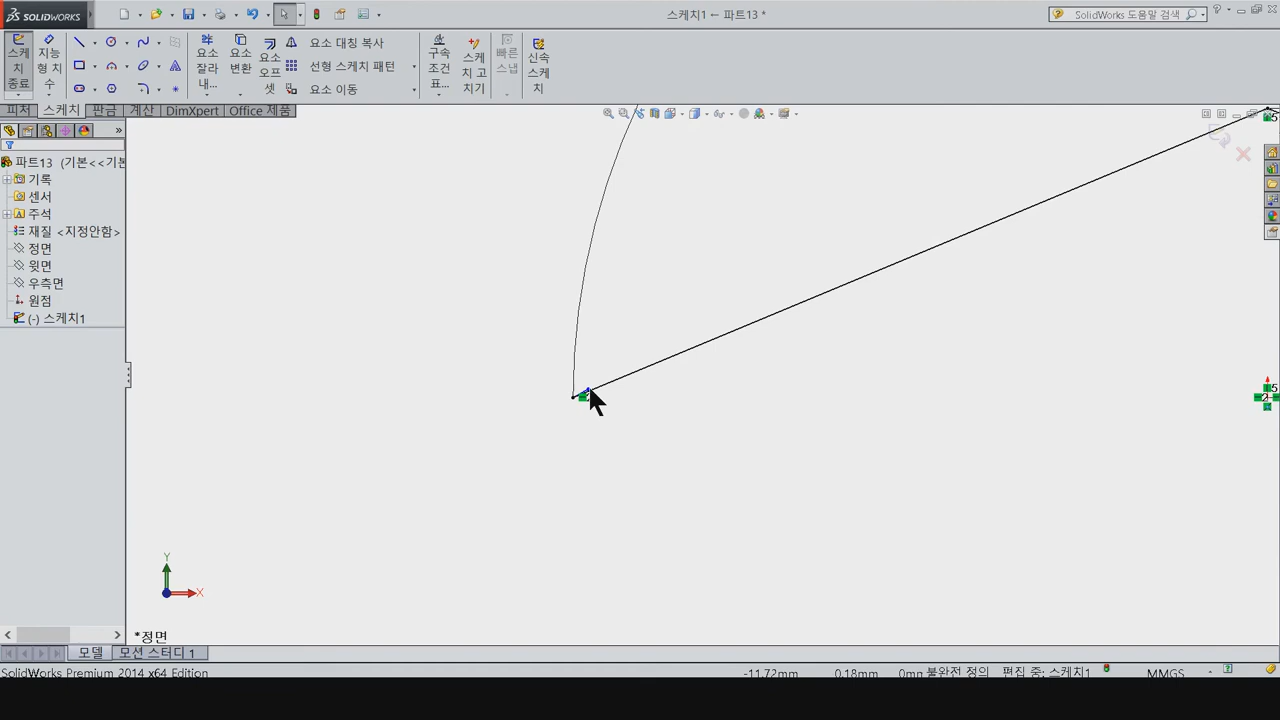 SOLIDWORKS
스케치1 ← 파트13 *
SolidWorks 도움말 검색
스케치 종료
지능형 치수
요소 잘라내...
요소 변환
요소 오프셋
요소 대칭 복사
선형 스케치 패턴
요소 이동
구속 조건 표...
스케치 고치기
빠른 스냅
신속 스케치
피처
스케치
판금
계산
DimXpert
Office 제품
파트13 (기본<<기본
기록
센서
주석
재질 <지정안함>
정면
윗면
우측면
원점
(-) 스케치1
5
5
2
Y
X
*정면
모델
모션 스터디 1
SolidWorks Premium 2014 x64 Edition
-11.72mm
0.18mm
0mm 불완전 정의
편집 중: 스케치1
MMGS